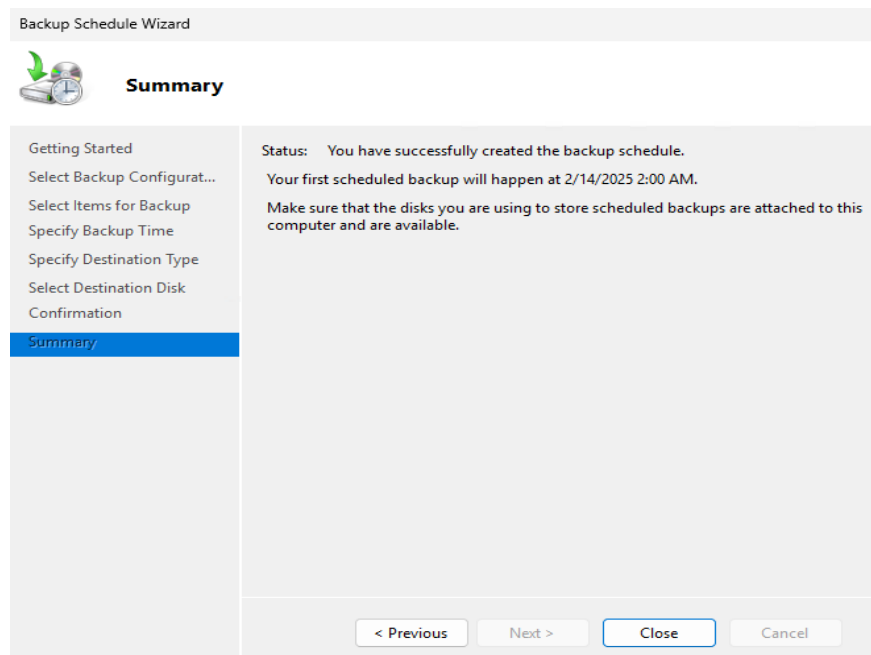 Backup Schedule Wizard
Summary
Getting Started
Select Backup Configurat...
Select Items for Backup
Specify Backup Time
Specify Destination Type
Select Destination Disk
Confirmation
Summary
Status: You have successfully created the backup schedule.
Your first scheduled backup will happen at 2/14/2025 2:00 AM.
Make sure that the disks you are using to store scheduled backups are attached to this
computer and are available.
< Previous
Next >
Close
Cancel